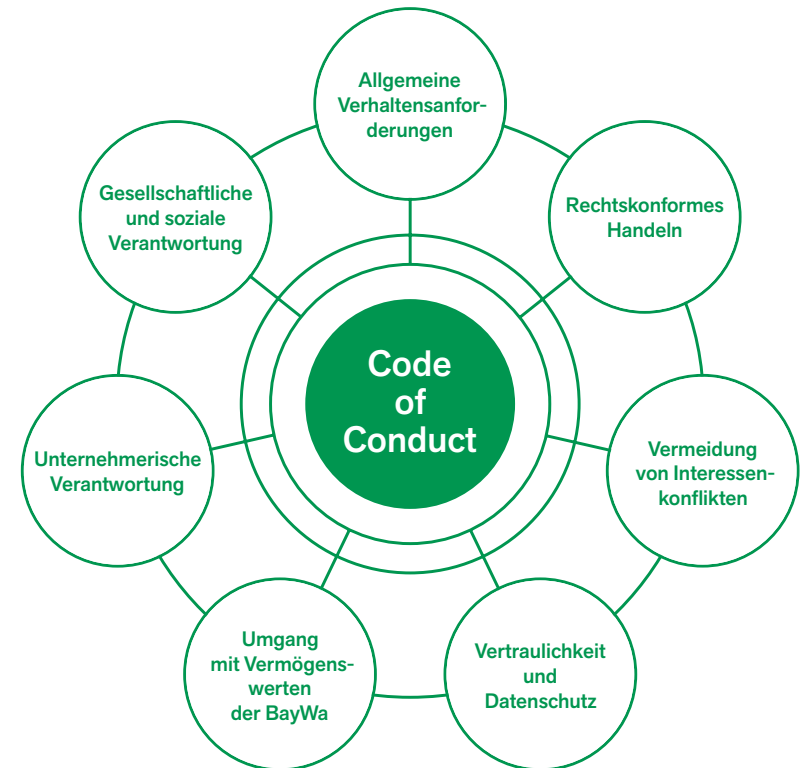 Allgemeine
Verhaltensanfor-
derungen
Gesellschaftliche
und soziale
Verantwortung
Rechtskonformes
Handeln
Code
of
Conduct
Unternehmerische
Verantwortung
Vermeidung
von Interessen-
konflikten
Umgang
mit Vermögens-
werten
der BayWa
Vertraulichkeit
und
Datenschutz